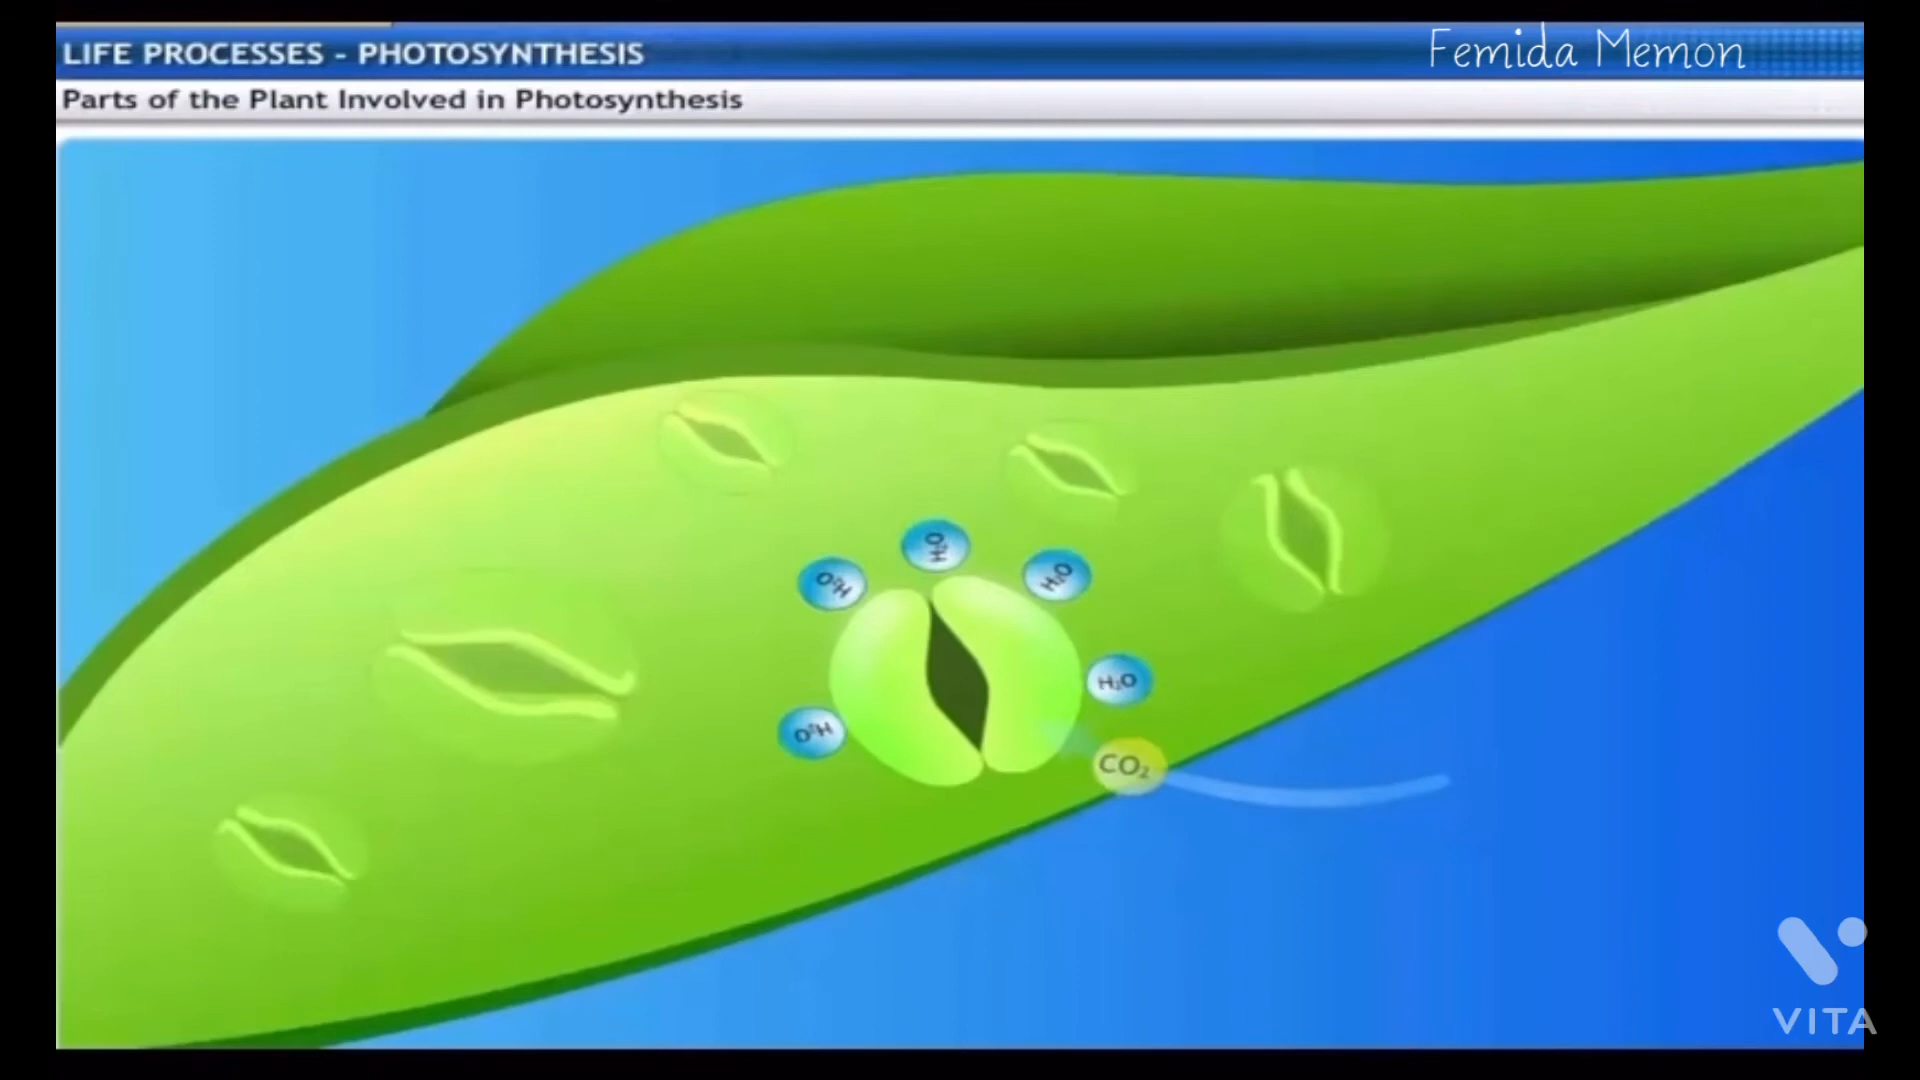 LIFE PROCESSES - PHOTOSYNTHESIS
Femida Memon
Parts of the Plant Involved in Photosynthesis
H₂O
H₂O
H₂O
H₂O
H₂O
CO₂
VITA